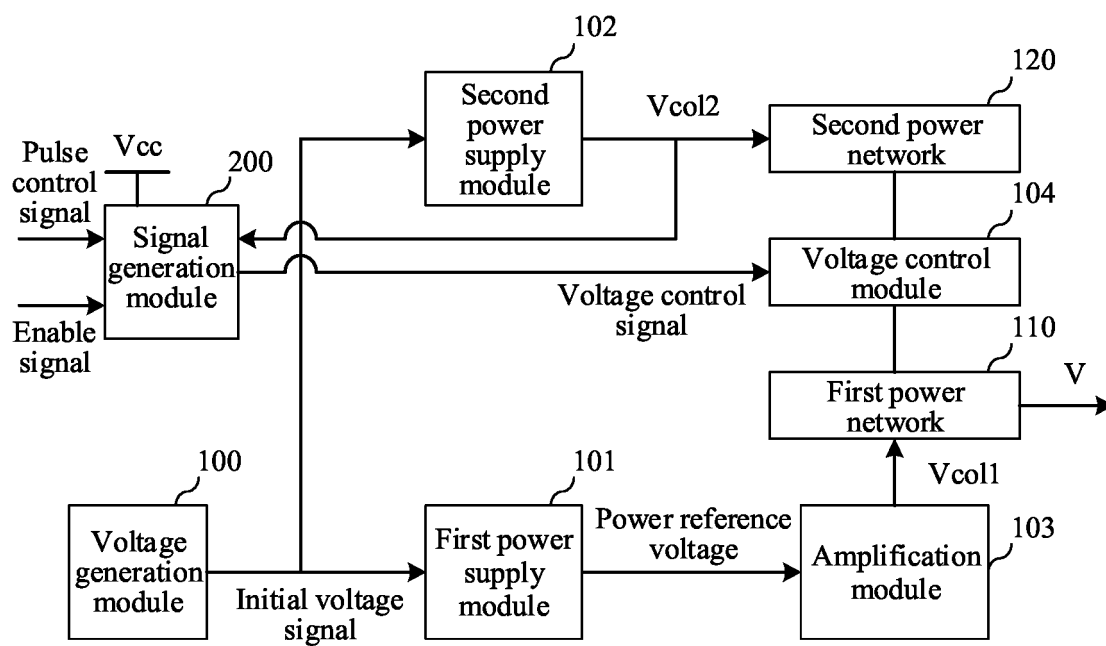 102
Second
power
supply
module
Vcol2
120
Second power
network
Pulse
control
signal
Vcc
200
Signal
generation
module
Enable
signal
104
Voltage control
module
Voltage control
signal
110
First power
network
V
Vcol1
100
Voltage
generation
module
Initial voltage
signal
101
First power
supply
module
Power reference
voltage
103
Amplification
module